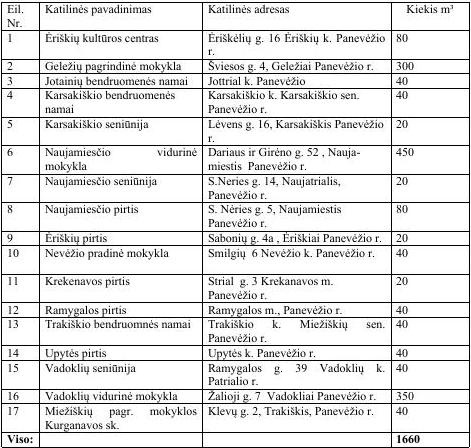 Eil. Katilinės pavadinimas Katilinės adresas Kiekis m³
Nr.
1 Ėriškių kultūros centras Ėriškėlių g. 16 Ėriškių k. Panevėžio 80
r.
2 Geležių pagrindinė mokykla Šviesos g. 4, Geležiai Panevėžio r. 300
3 Jotainių bendruomenės namai Jottrial k. Panevėžio 40
4 Karsakiškio bendruomenės Karsakiškio k. Karsakiškio sen. 40
namai Panevėžio r.
5 Karsakiškio seniūnija Lėvens g. 16, Karsakiškis Panevėžio 20
r.
6 Naujamiesčio vidurinė Dariaus ir Girėno g. 52 , Nauja- 450
mokykla miestis Panevėžio r.
7 Naujamiesčio seniūnija S.Neries g. 14, Naujatrialis, 20
Panevėžio r.
8 Naujamiesčio pirtis S. Nėries g. 5, Naujamiestis 80
Panevėžio r.
9 Ėriškių pirtis Sabonių g. 4a , Ėriškiai Panevėžio r. 20
10 Nevėžio pradinė mokykla Smilgių 6 Nevėžio k. Panevėžio r. 40
11 Krekenavos pirtis Strial g. 3 Krekanavos m. 20
Panevėžio r.
12 Ramygalos pirtis Ramygalos m., Panevėžio r. 40
13 Trakiškio bendruomnės namai Trakiškio k. Miežiškių sen. 40
Panevėžio r.
14 Upytės pirtis Upytės k. Panevėžio r. 40
15 Vadoklių seniūnija Ramygalos g. 39 Vadoklių k. 40
Patrialio r.
16 Vadoklių vidurinė mokykla Žalioji g. 7 Vadokliai Panevėžio r. 350
17 Miežiškių pagr. mokyklos Klevų g. 2, Trakiškis, Panevėžio r. 40
Kurganavos sk.
Viso: 1660